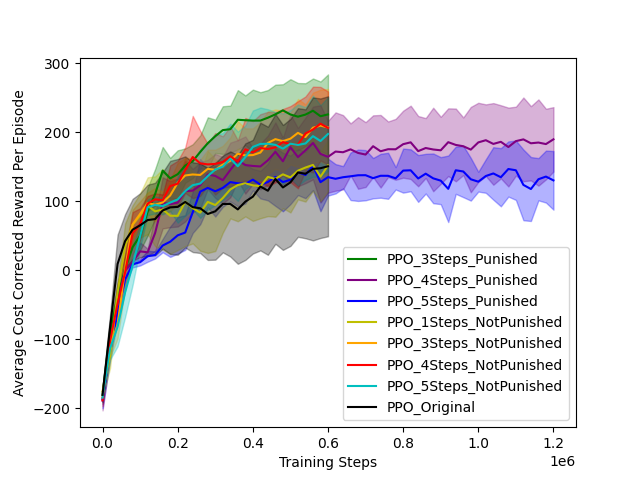 Average Cost Corrected Reward Per Episode
300
200
100
0
−100
−200
PPO_3Steps_Punished
PPO_4Steps_Punished
PPO_5Steps_Punished
PPO_1Steps_NotPunished
PPO_3Steps_NotPunished
PPO_4Steps_NotPunished
PPO_5Steps_NotPunished
PPO_Original
0.0 0.2 0.4 0.6 0.8 1.0 1.2
1e6
Training Steps